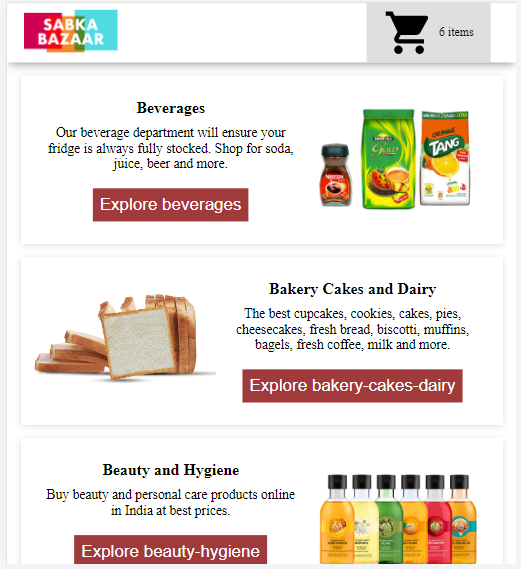 SABKA
BAZAAR
6 items
Beverages
Our beverage department will ensure your
fridge is always fully stocked. Shop for soda,
juice, beer and more.
Explore beverages
NESCAFE
Gold
ORANGE
TANG
Bakery Cakes and Dairy
The best cupcakes, cookies, cakes, pies,
cheesecakes, fresh bread, biscotti, muffins,
bagels, fresh coffee, milk and more.
Explore bakery-cakes-dairy
Beauty and Hygiene
Buy beauty and personal care products online
in India at best prices.
Explore beauty-hygiene